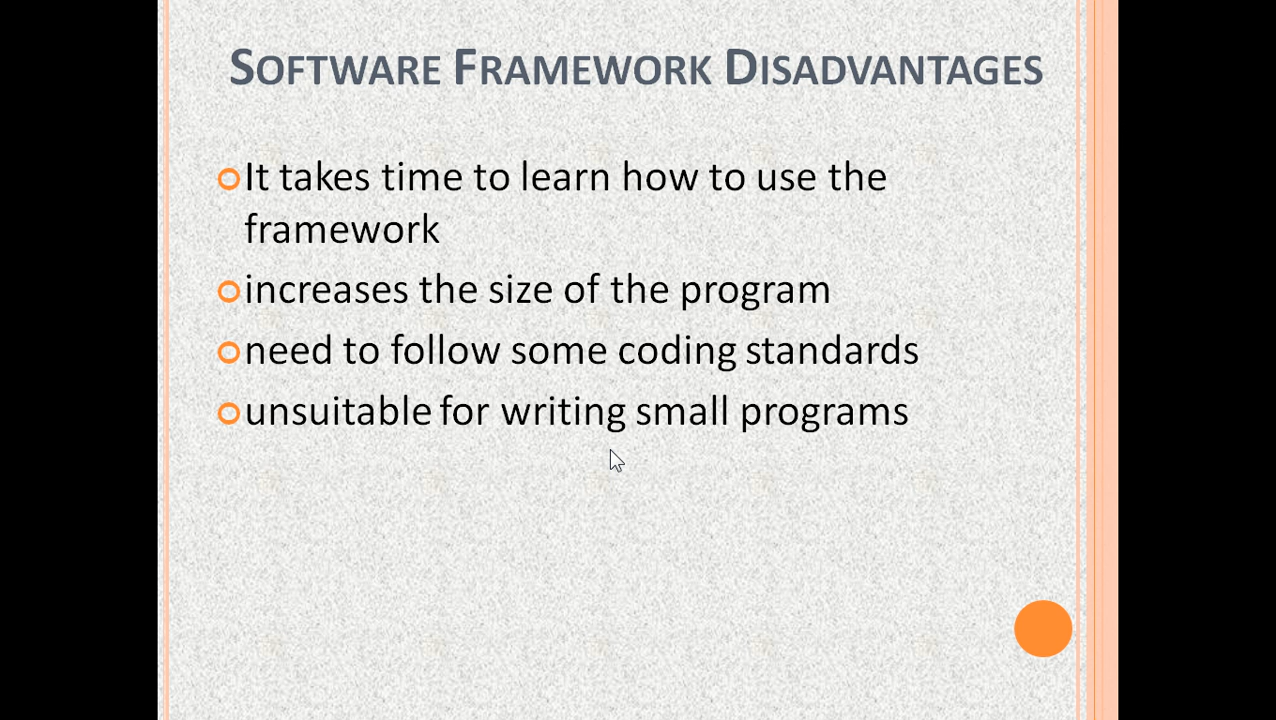 SOFTWARE FRAMEWORK DISADVANTAGES
It takes time to learn how to use the
framework
increases the size of the program
need to follow some coding standards
unsuitable for writing small programs